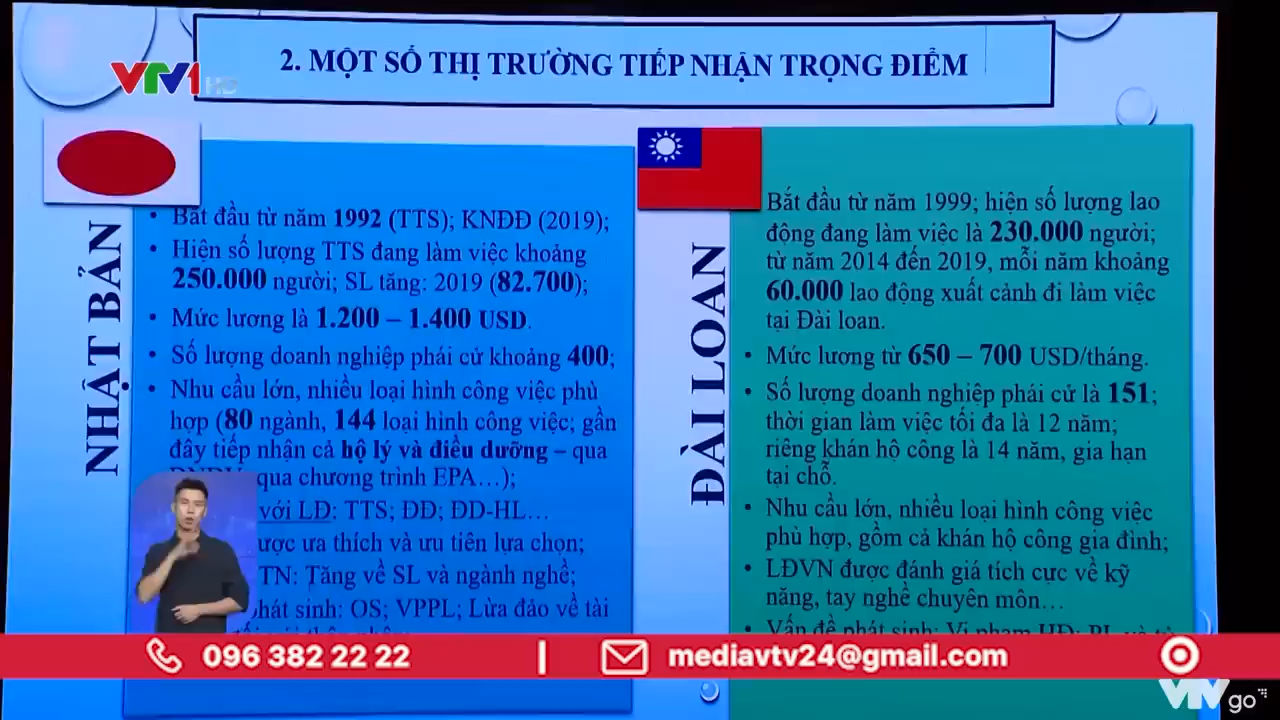 VTV1 HD
2. MỘT SỐ THỊ TRƯỜNG TIẾP NHẬN TRỌNG ĐIỂM
NHẬT BẢN
• Bắt đầu từ năm 1992 (TTS); KNĐĐ (2019);
• Hiện số lượng TTS đang làm việc khoảng
250.000 người; SL tăng: 2019 (82.700);
• Mức lương là 1.200 – 1.400 USD.
• Số lượng doanh nghiệp phái cử khoảng 400;
• Nhu cầu lớn, nhiều loại hình công việc phù
hợp (80 ngành, 144 loại hình công việc; gần
đây tiếp nhận cả hộ lý và điều dưỡng – qua
qua chương trình EPA…);
với LĐ: TTS; ĐĐ; ĐD-HL…
ược ưa thích và ưu tiên lựa chọn;
TN: Tăng về SL và ngành nghề;
phát sinh: OS; VPPL; Lừa đảo về tài
ĐÀI LOAN
Bắt đầu từ năm 1999; hiện số lượng lao
động đang làm việc là 230.000 người;
từ năm 2014 đến 2019, mỗi năm khoảng
60.000 lao động xuất cảnh đi làm việc
tại Đài loan.
• Mức lương từ 650 – 700 USD/tháng.
• Số lượng doanh nghiệp phái cử là 151;
thời gian làm việc tối đa là 12 năm;
riêng khán hộ công là 14 năm, gia hạn
tại chỗ.
• Nhu cầu lớn, nhiều loại hình công việc
phù hợp, gồm cả khán hộ công gia đình;
• LĐVN được đánh giá tích cực về kỹ
năng, tay nghề chuyên môn…
• Vấn đề phát sinh: Vi phạm HĐ; PL và
096 382 22 22 | mediavtv24@gmail.com
VTV go